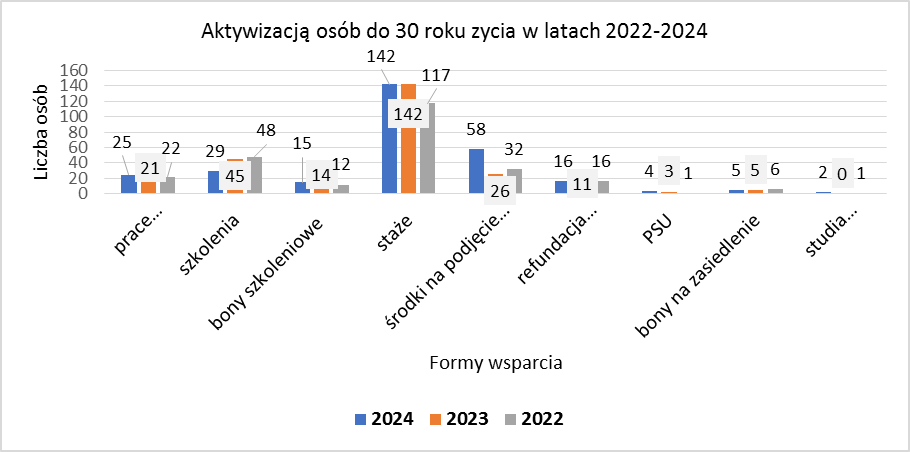 Aktywizacją osób do 30 roku zycia w latach 2022-2024
Liczba osób
160
140
120
100
80
60
40
20
0
25 21 22
29 45 48
15 14 12
142 142 117
58 26 32
16 11 16
4 3 1
5 5 6
2 0 1
prace...
szkolenia
bony szkoleniowe
staże
środki na podjęcie...
refundacja...
PSU
bony na zasiedlenie
studia...
Formy wsparcia
2024 2023 2022